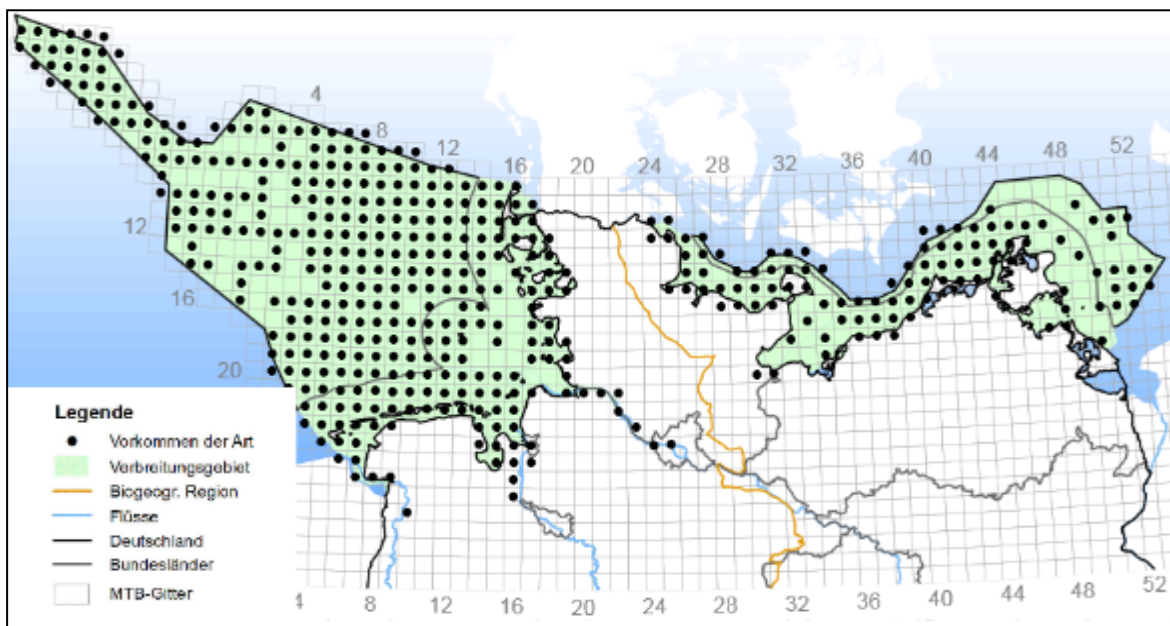 4
8
12
16 20 24 28 32 36 40 44 48 52
12
16
20
Legende
Vorkommen der Art
Verbreitungsgebiet
Biogeogr. Region
Flüsse
Deutschland
Bundesländer
MTB-Gitter
4 8 12 16 20 24 28 32 36 40 44 48 52